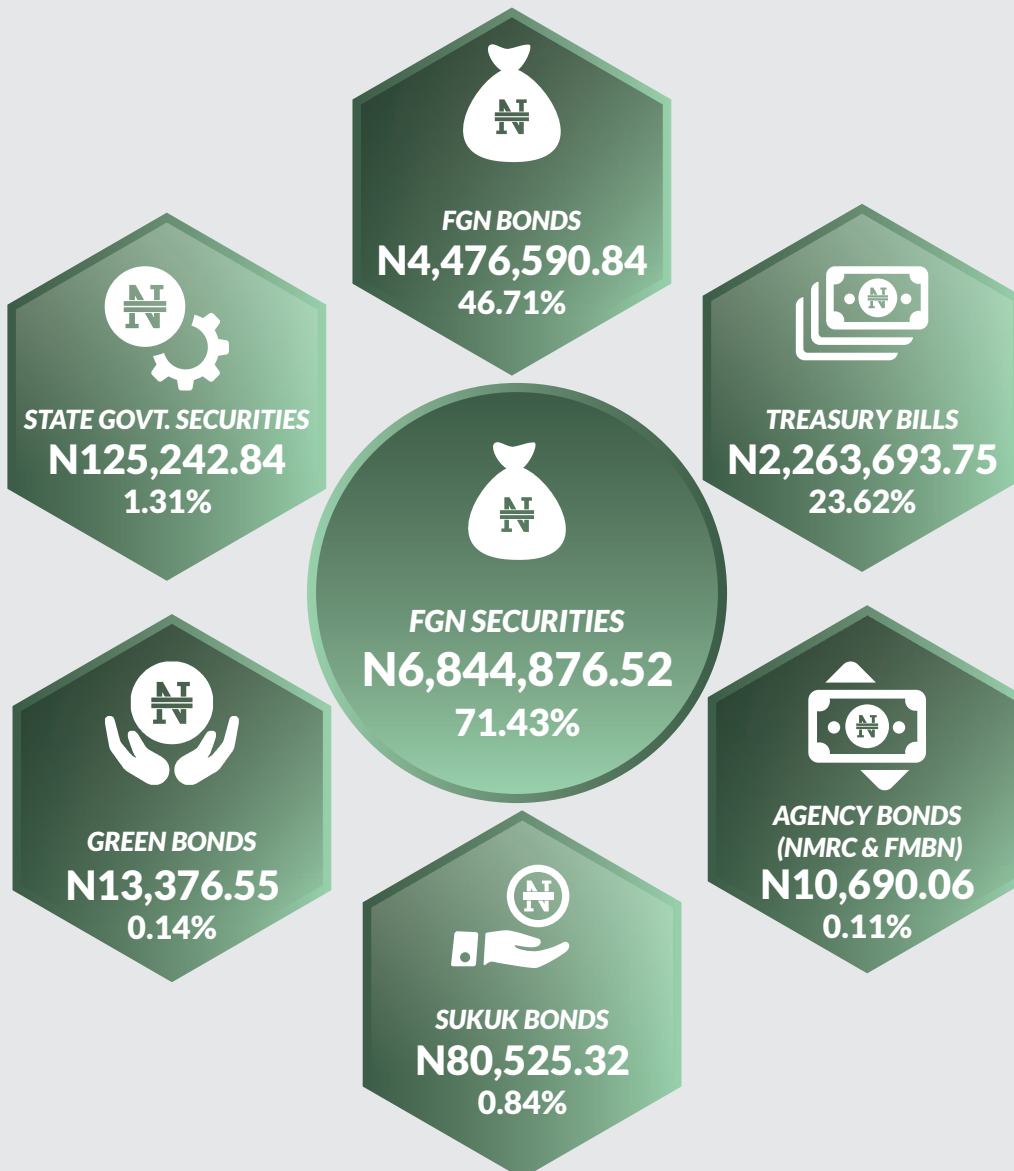 FGN BONDS
N4,476,590.84
46.71%
STATE GOVT. SECURITIES
N125,242.84
1.31%
TREASURY BILLS
N2,263,693.75
23.62%
FGN SECURITIES
N6,844,876.52
71.43%
GREEN BONDS
N13,376.55
0.14%
AGENCY BONDS
(NMRC & FMBN)
N10,690.06
0.11%
SUKUK BONDS
N80,525.32
0.84%